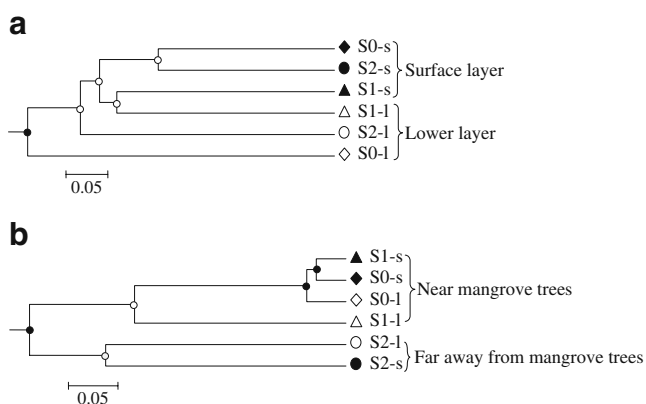 a
S0-s
S2-s
S1-s
Surface layer
S1-l
S2-l
S0-l
Lower layer
0.05
b
S1-s
S0-s
S0-l
S1-l
Near mangrove trees
S2-l
S2-s
Far away from mangrove trees
0.05